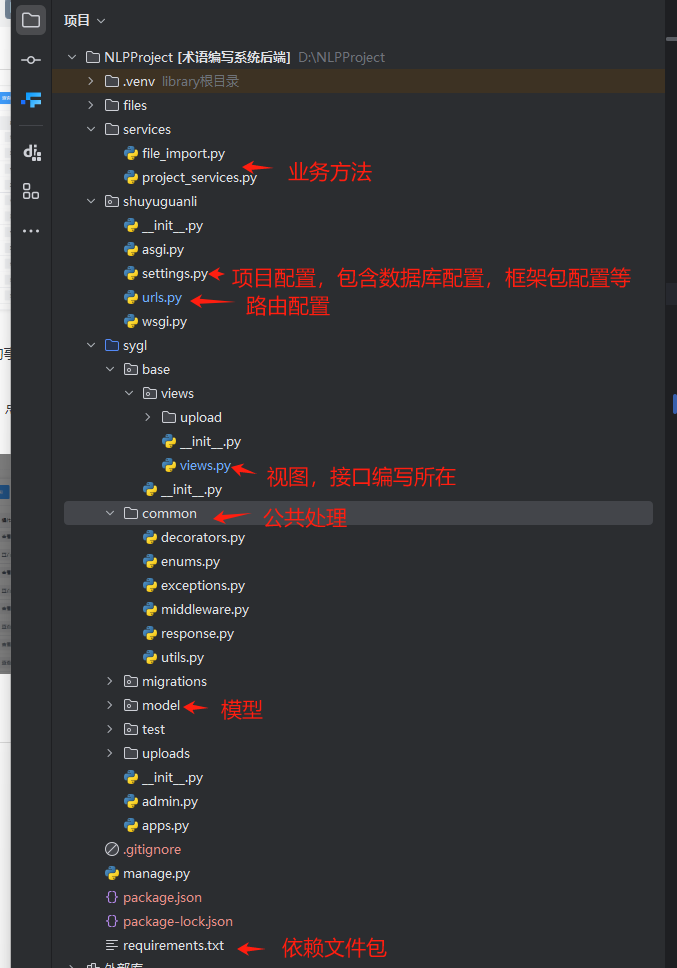 项目
NLPProject [术语编写系统后端] D:\NLPProject
.venv library根目录
files
services
file_import.py
project_services.py
业务方法
shuyuguanli
__init__.py
asgi.py
settings.py
项目配置，包含数据库配置，框架包配置等
urls.py
路由配置
wsgi.py
sygl
base
views
upload
__init__.py
views.py
视图，接口编写所在
__init__.py
common
公共处理
decorators.py
enums.py
exceptions.py
middleware.py
response.py
utils.py
migrations
model
模型
test
uploads
__init__.py
admin.py
apps.py
.gitignore
manage.py
package.json
package-lock.json
requirements.txt
依赖文件包
外部库